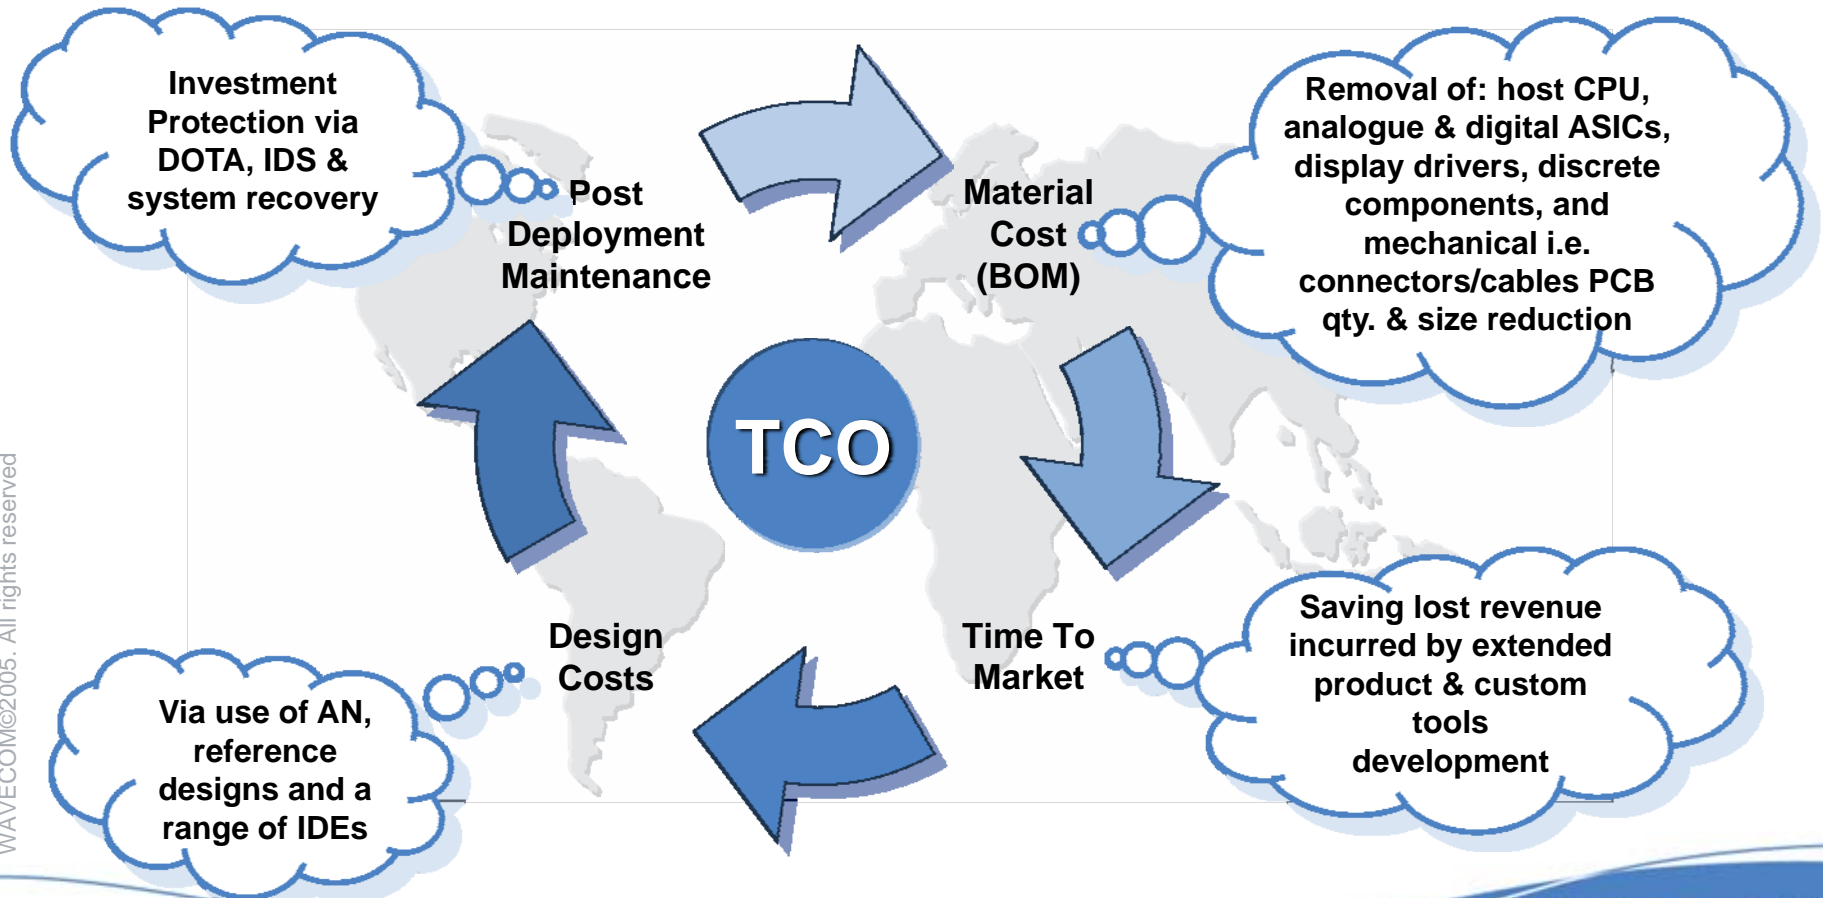 Investment
Protection via
DOTA, IDS &
system recovery
Post
Deployment
Maintenance
Material
Cost
(BOM)
Removal of: host CPU,
analogue & digital ASICs,
display drivers, discrete
components, and
mechanical i.e.
connectors/cables PCB
qty. & size reduction
TCO
Design
Costs
Via use of AN,
reference
designs and a
range of IDEs
Time To
Market
Saving lost revenue
incurred by extended
product & custom
tools
development
WAVECOM©2005. All rights reserved